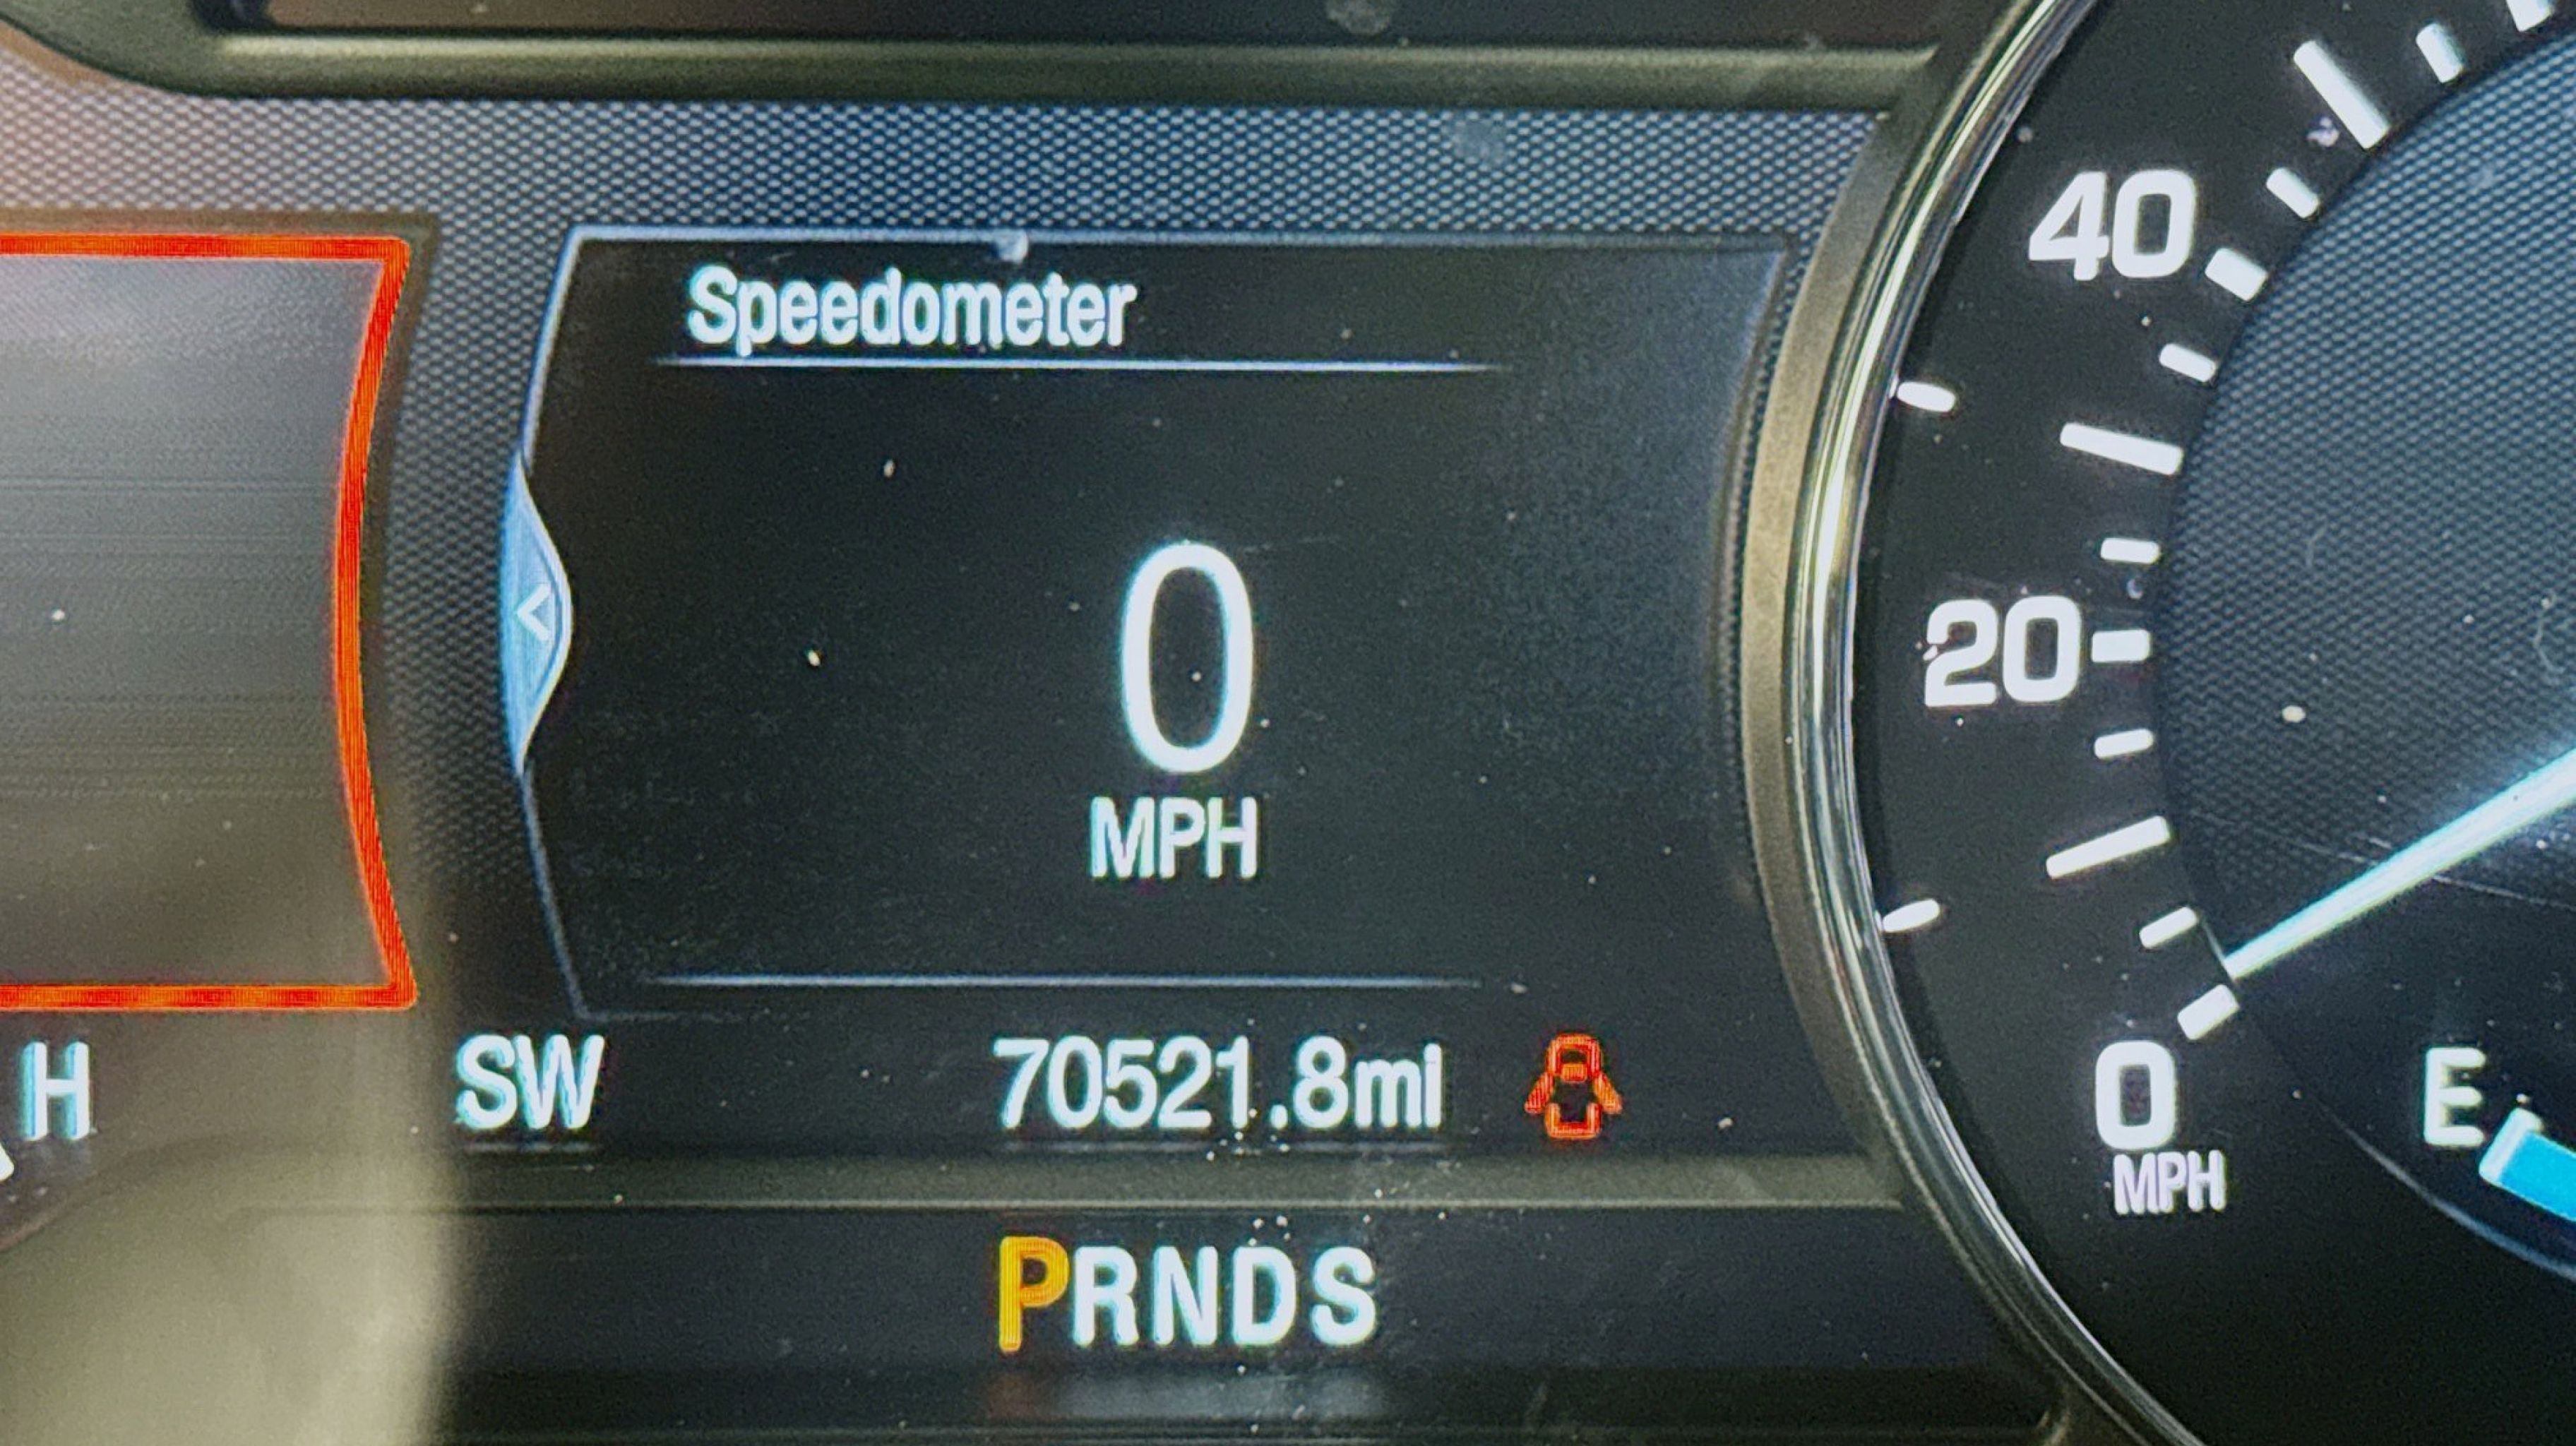 Speedometer
0
MPH
40
20
0
MPH
E
H
SW
70521.8mi
PRNDS